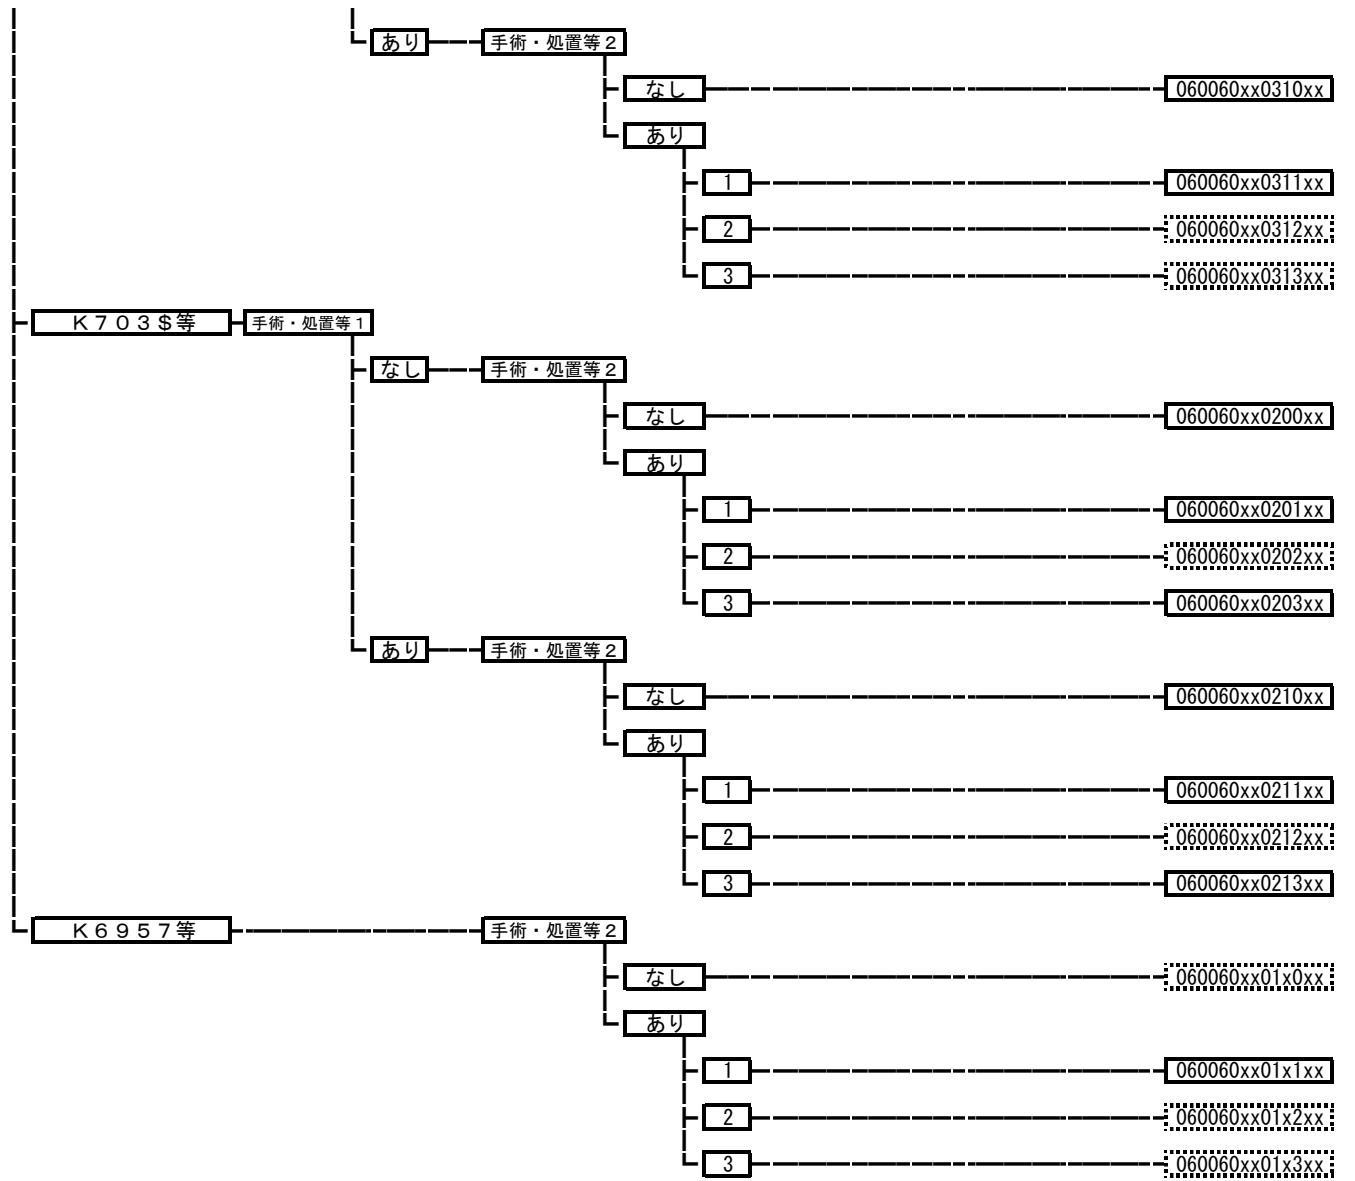 あり 手術・処置等２
なし 060060xx0310xx
あり
1 060060xx0311xx
2 060060xx0312xx
3 060060xx0313xx
Ｋ７０３＄等 手術・処置等１
なし 手術・処置等２
なし 060060xx0200xx
あり
1 060060xx0201xx
2 060060xx0202xx
3 060060xx0203xx
あり 手術・処置等２
なし 060060xx0210xx
あり
1 060060xx0211xx
2 060060xx0212xx
3 060060xx0213xx
Ｋ６９５７等 手術・処置等２
なし 060060xx01x0xx
あり
1 060060xx01x1xx
2 060060xx01x2xx
3 060060xx01x3xx